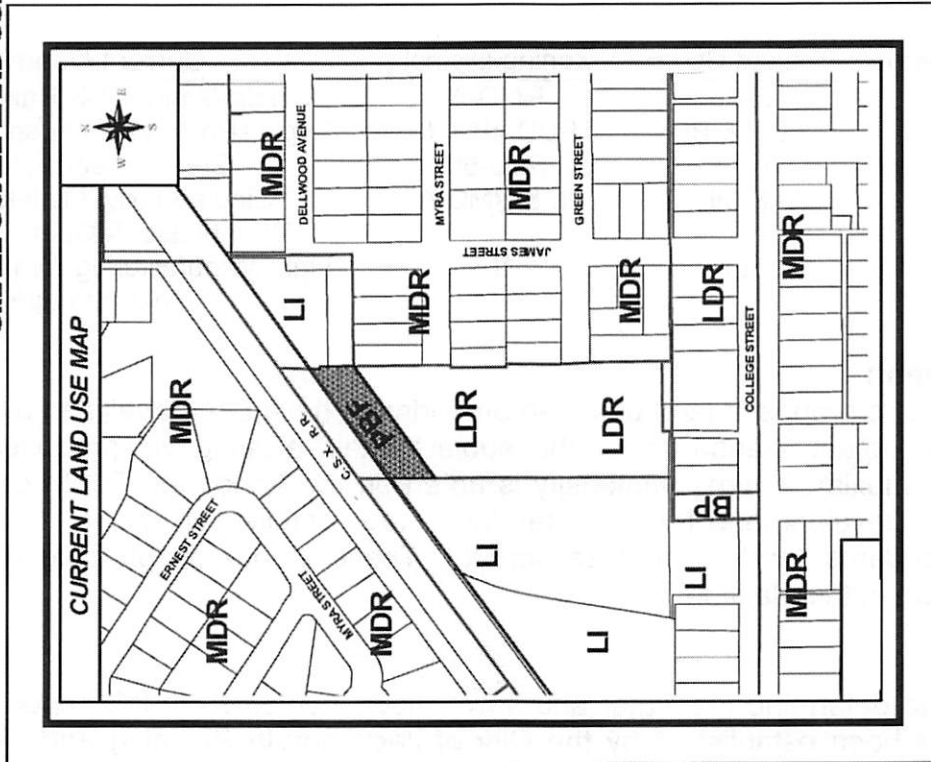 CURRENT LAND USE MAP
N
W E
S
MDR
ERNEST STREET
MDR
MYRA STREET
MDR
C.S.X. R.R.
PBF
LI
MDR
DELLWOOD AVENUE
MYRA STREET
MDR
MDR
JAMES STREET
GREEN STREET
LDR
LDR
MDR
LI
LI
LI
BP
LDR
COLLEGE STREET
MDR
MDR